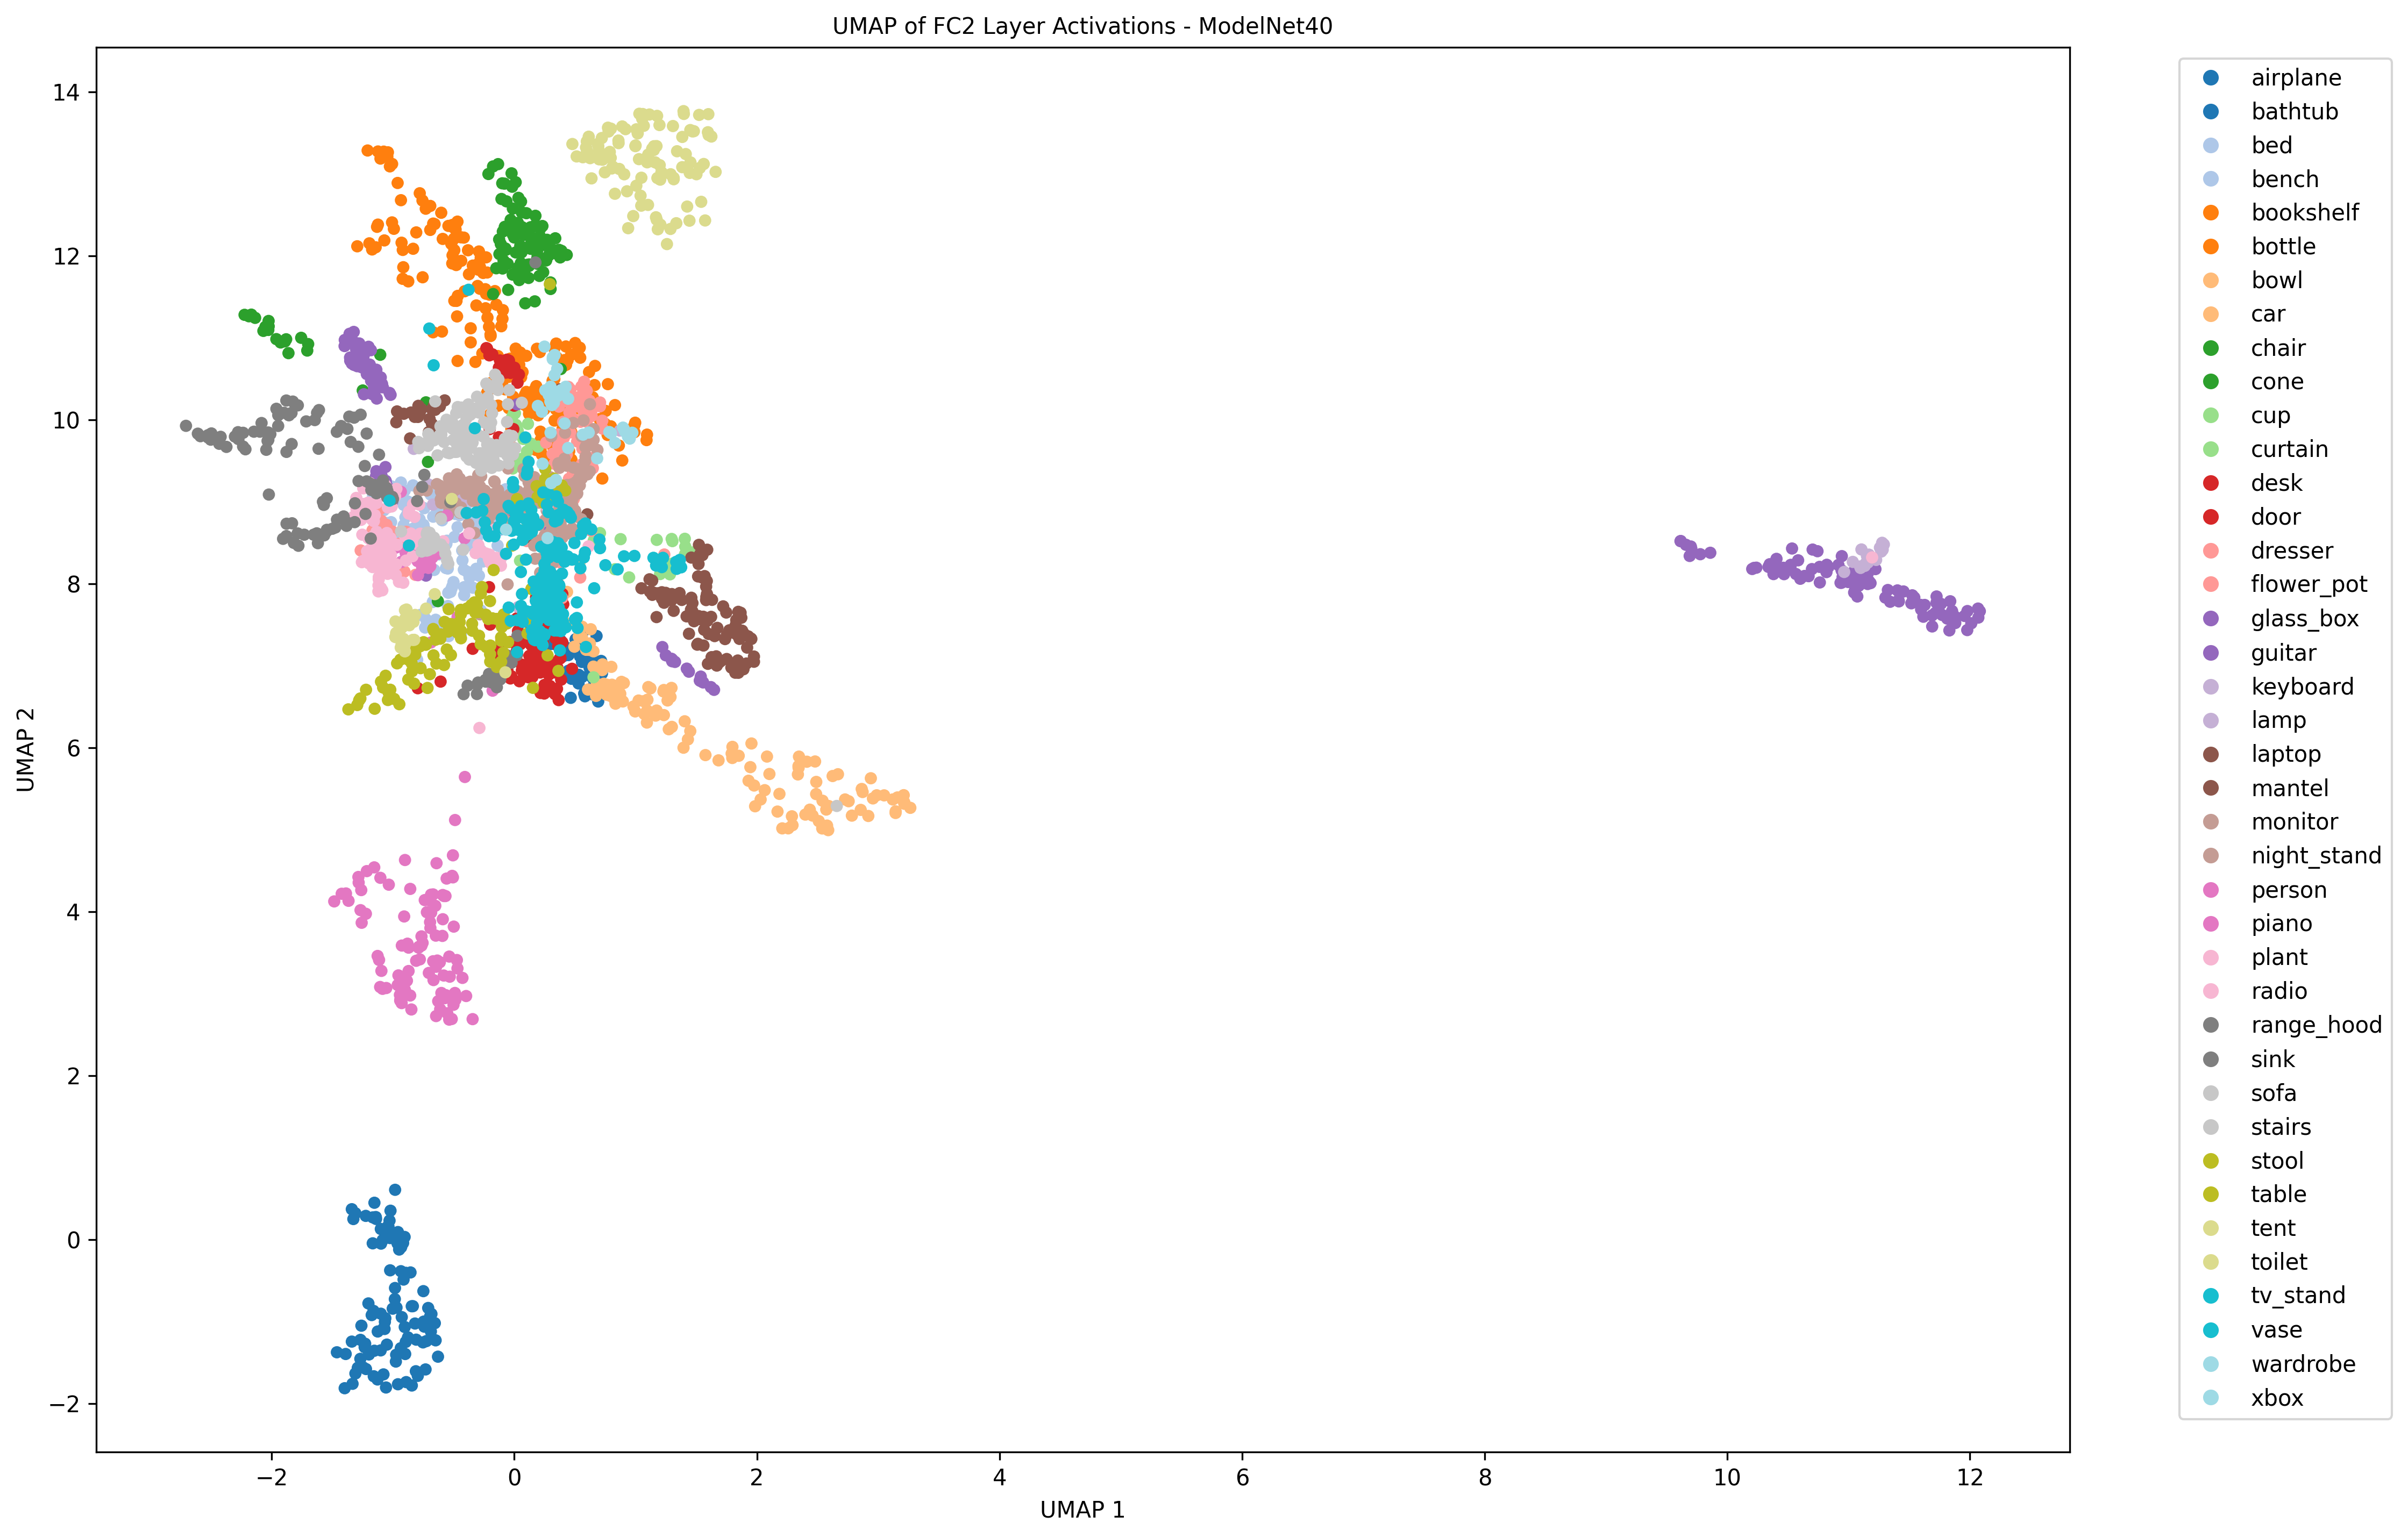 UMAP of FC2 Layer Activations - ModelNet40
14
12
10
8
6
4
2
0
−2
UMAP 2
−2
0
2
4
6
8
10
12
UMAP 1
airplane
bathtub
bed
bench
bookshelf
bottle
bowl
car
chair
cone
cup
curtain
desk
door
dresser
flower_pot
glass_box
guitar
keyboard
lamp
laptop
mantel
monitor
night_stand
person
piano
plant
radio
range_hood
sink
sofa
stairs
stool
table
tent
toilet
tv_stand
vase
wardrobe
xbox